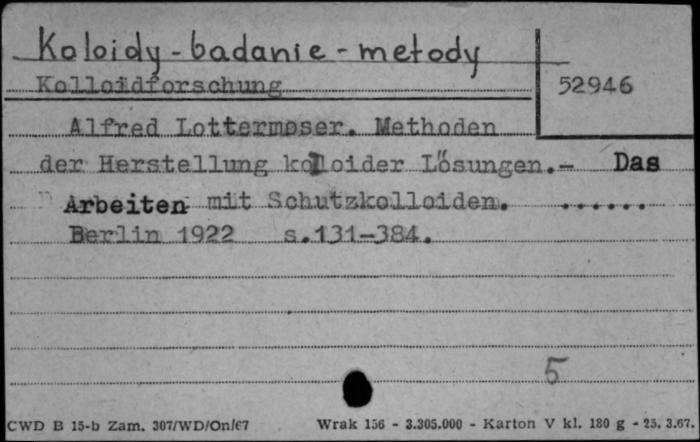 Koloidy - badanie - metody
Kolloidforschung
52946
Alfred Lottermoser. Methoden
der Herstellung kolloider Lösungen.- Das
Arbeiten mit Schutzkolloiden. ......
Berlin 1922 s.131-384.
5
CWD B 15-b Zam. 307/WD/On/67 Wrak 156 - 3.305.000 - Karton V kl. 180 g - 25. 3.67.